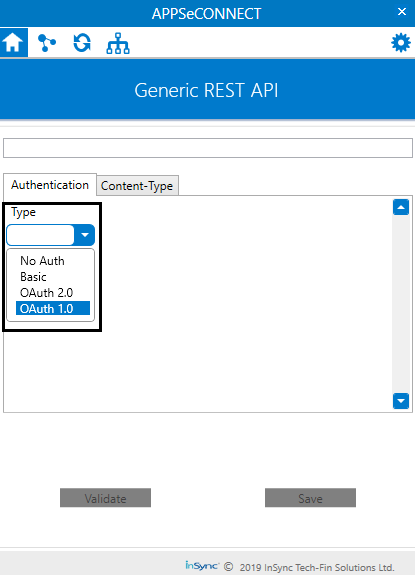 APPSeCONNECT
Generic REST API
Authentication Content-Type
Type
No Auth
Basic
OAuth 2.0
OAuth 1.0
Validate Save
inSync © 2019 InSync Tech-Fin Solutions Ltd.